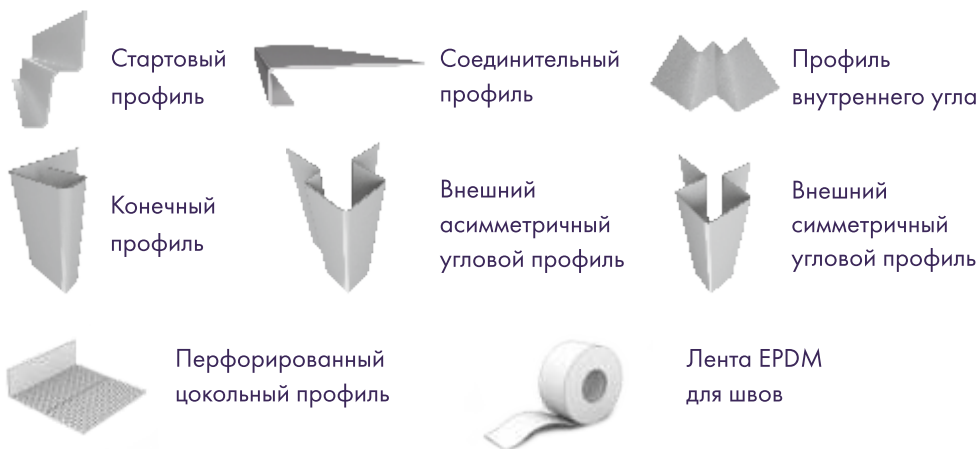 Стартовый
профиль
Соединительный
профиль
Профиль
внутреннего угла
Конечный
профиль
Внешний
асимметричный
угловой профиль
Внешний
симметричный
угловой профиль
Перфорированный
цокольный профиль
Лента EPDM
для швов